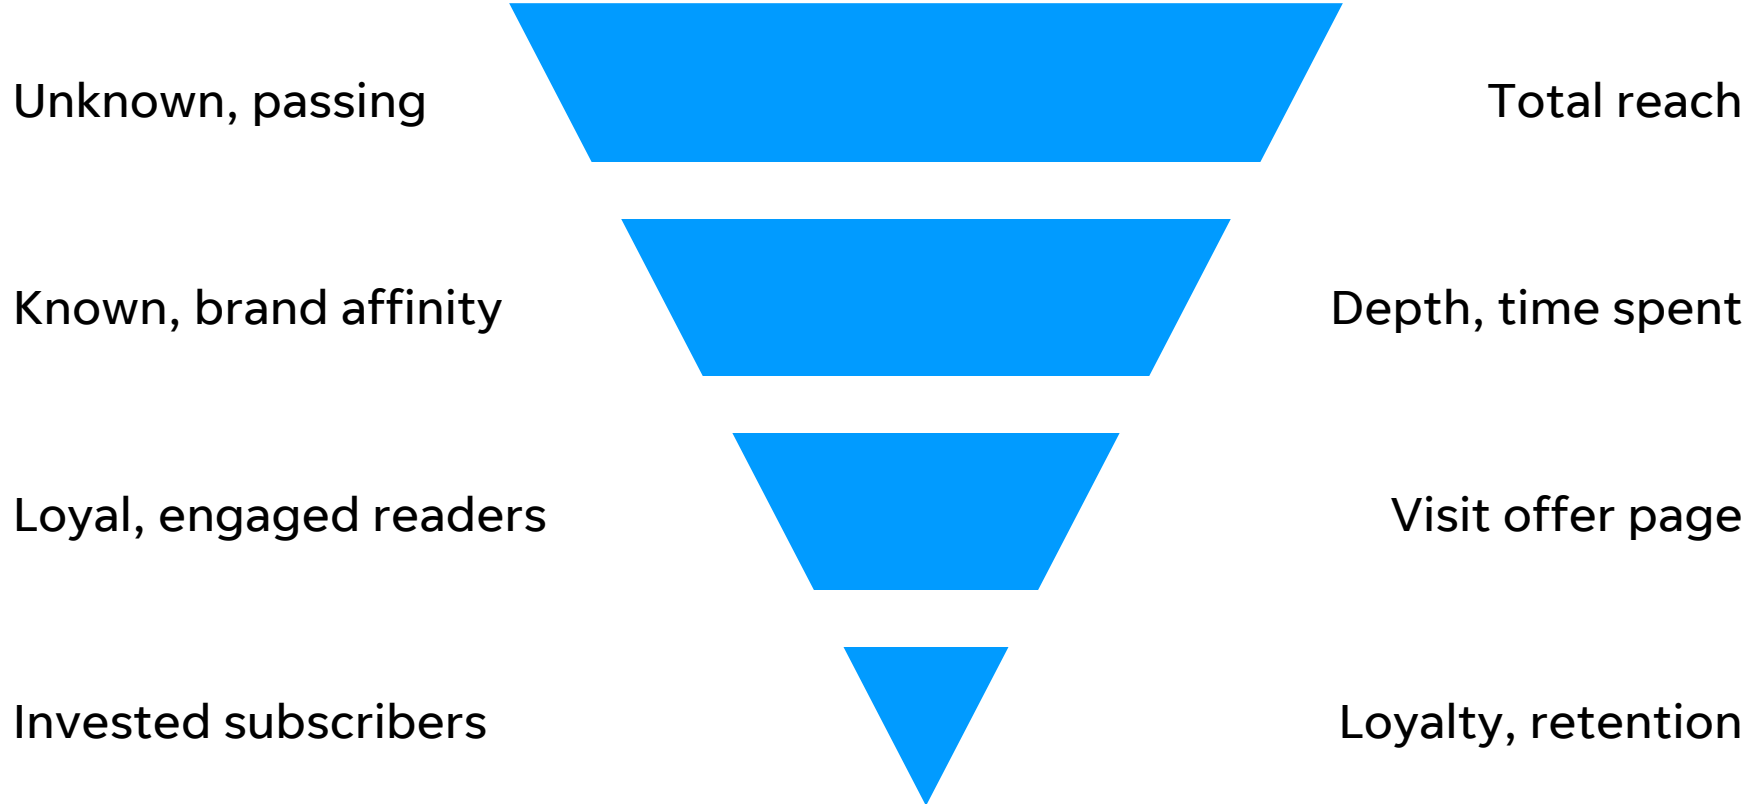 Unknown, passing
Total reach
Known, brand affinity
Depth, time spent
Loyal, engaged readers
Visit offer page
Invested subscribers
Loyalty, retention